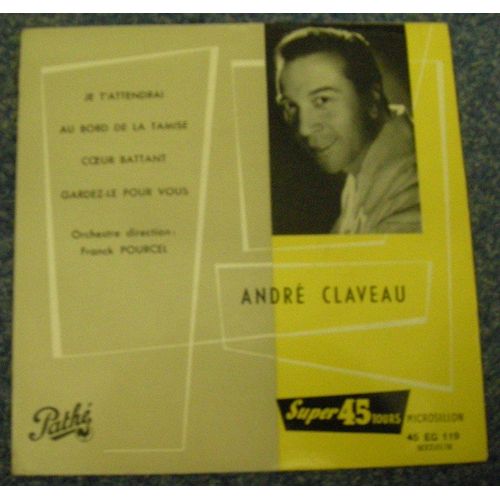 JE T'ATTENDRAI
AU BORD DE LA TAMISE
CŒUR BATTANT
GARDEZ-LE POUR VOUS
Orchestre direction:
Franck POURCEL
ANDRÉ CLAVEAU
Pathé
Super 45 TOURS
MICROSILLON
45 EG 119